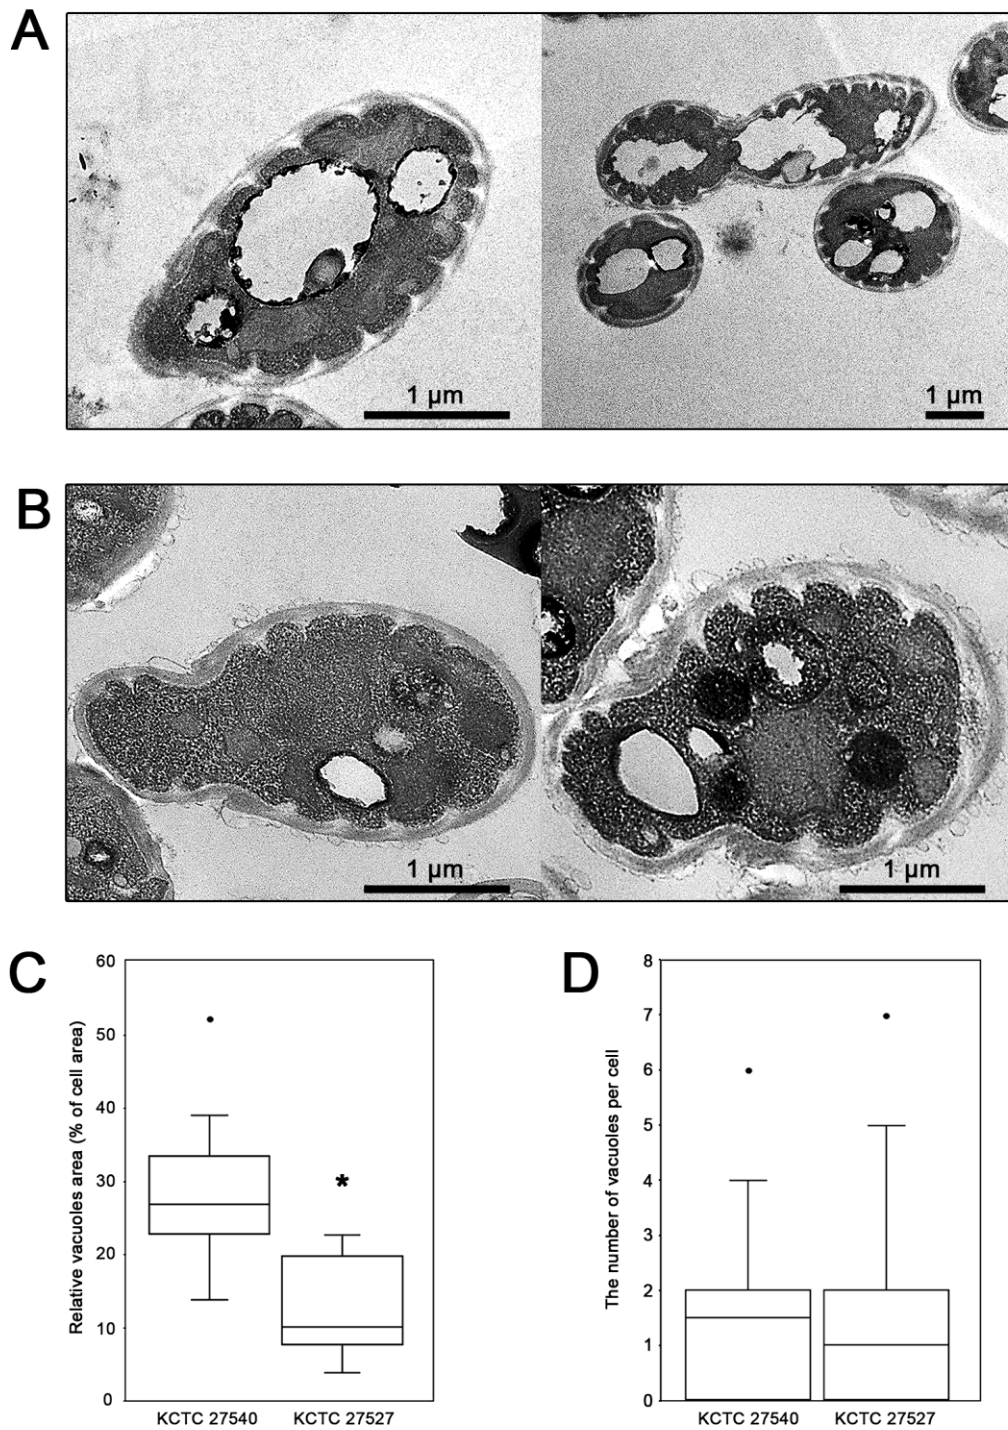 A
1 µm
1 µm
B
1 µm
1 µm
C
Relative vacuoles area (% of cell area)
60
50
40
30
20
10
0
*
KCTC 27540 KCTC 27527
D
The number of vacuoles per cell
8
7
6
5
4
3
2
1
0
KCTC 27540 KCTC 27527